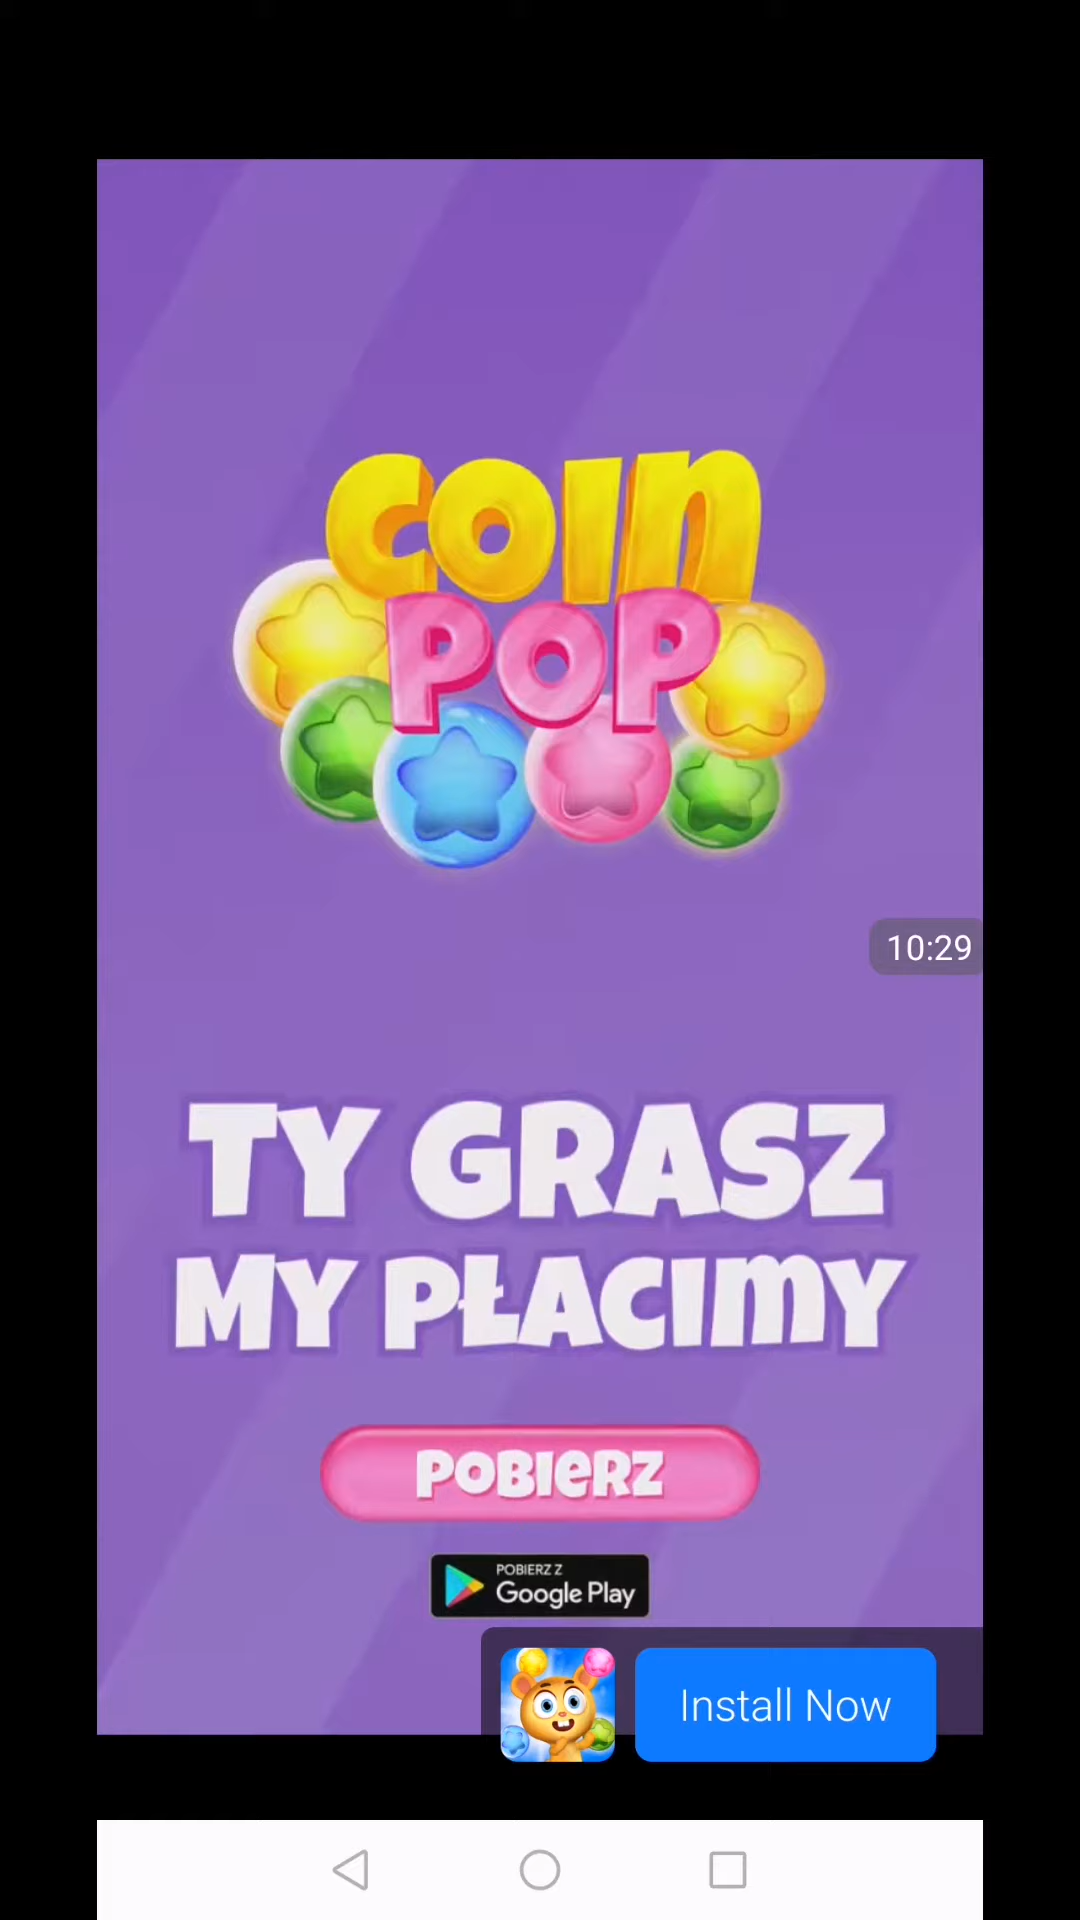 COIN
POP
10:29
TY GRASZ
MY PŁACIMY
POBIERZ
POBIERZ Z
Google Play
Install Now